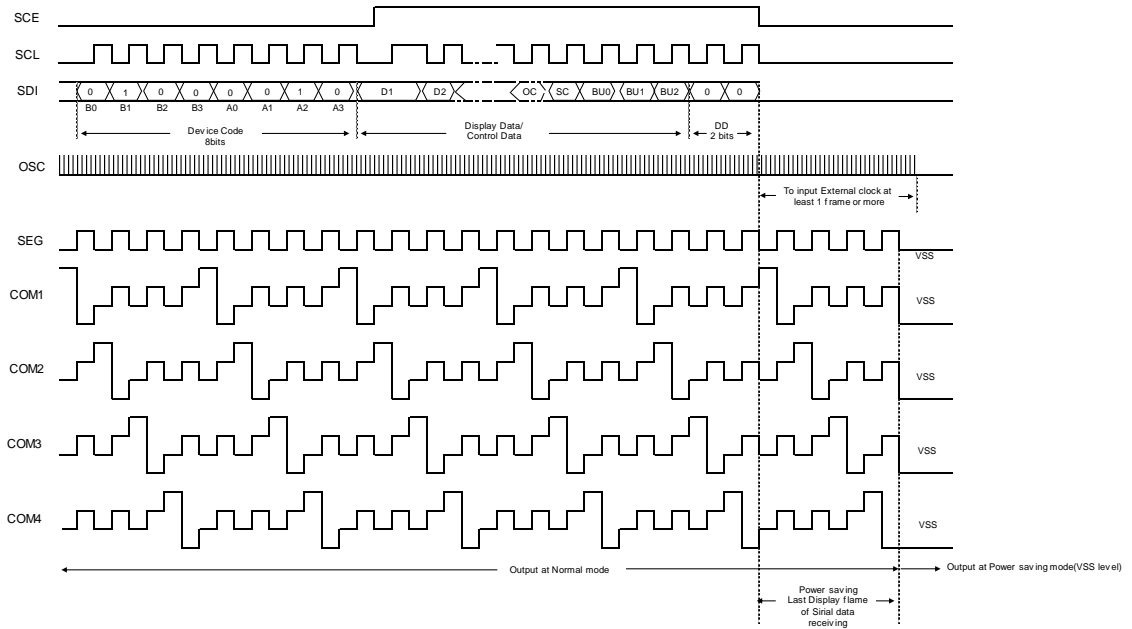 SCE
SCL
SDI
0 1 0 0 0 0 1 0 D1 D2 OC SC BU0 BU1 BU2 0 0
B0 B1 B2 B3 A0 A1 A2 A3
Device Code
8bits
Display Data/
Control Data
DD
2 bits
OSC
To input External clock at
least 1 frame or more
SEG
VSS
COM1
VSS
COM2
VSS
COM3
VSS
COM4
VSS
Output at Normal mode
Output at Power saving mode(VSS level)
Power saving
Last Display flame
of Sirial data
receiving